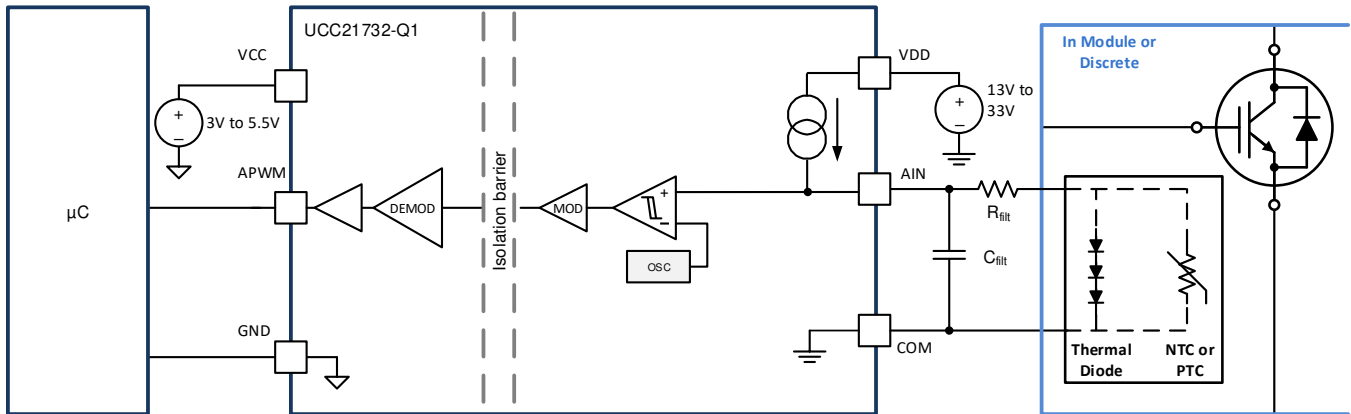 UCC21732-Q1
In Module or
Discrete
VCC
VDD
3V to 5.5V
13V to
33V
APWM
AIN
µC
DEMOD
Isolation barrier
MOD
+
−
OSC
Rfilt
Cfilt
GND
COM
Thermal
Diode
NTC or
PTC